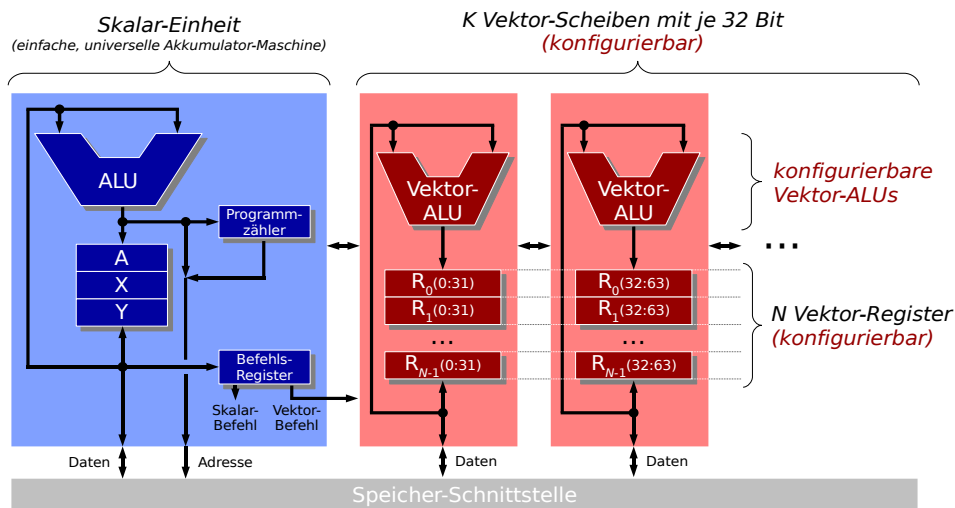 Skalar-Einheit
(einfache, universelle Akkumulator-Maschine)
K Vektor-Scheiben mit je 32 Bit
(konfigurierbar)
ALU
Programm-
zähler
A
X
Y
Befehls-
Register
Skalar-
Befehl
Vektor-
Befehl
Daten
Adresse
Vektor-
ALU
R0(0:31)
R1(0:31)
...
RN-1(0:31)
Daten
Vektor-
ALU
R0(32:63)
R1(32:63)
...
RN-1(32:63)
Daten
konfigurierbare
Vektor-ALUs
...
N Vektor-Register
(konfigurierbar)
Speicher-Schnittstelle